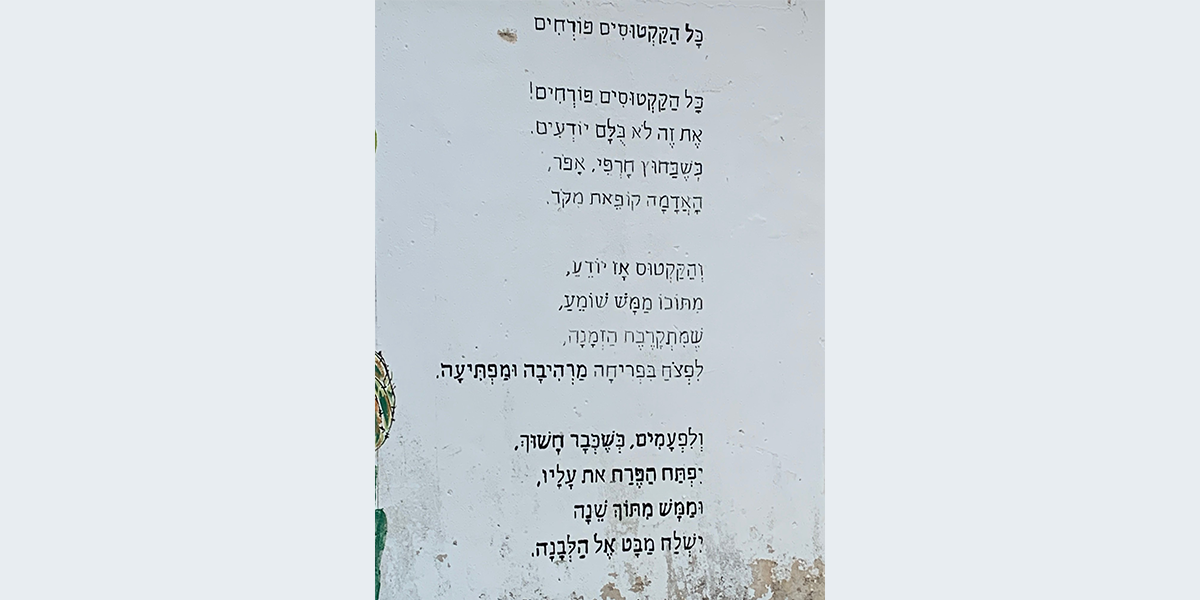 כָּל הַקַּקְטוּסִים פּוֹרְחִים
כָּל הַקַּקְטוּסִים פּוֹרְחִים!
אֶת זֶה לֹא כֻּלָּם יוֹדְעִים.
כְּשֶׁבַּחוּץ חָרְפִּי, אָפֹר,
הָאֲדָמָה קוֹפֵאת מִקֹּר.
וְהַקַּקְטוּס אָז יוֹדֵעַ,
מִתּוֹכוֹ מַמָּשׁ שׁוֹמֵעַ,
שֶׁמִּתְקָרֶבֶת הַזְמָנָה,
לִפְצֹחַ בִּפְרִיחָה מַרְהִיבָה וּמַפְתִּיעָה.
וְלִפְעָמִים, כְּשֶׁכְּבָר חָשׁוּךְ,
יִפְתַּח הַפֶּרַח אֶת עָלָיו,
וּמַמָּשׁ מִתּוֹךְ שֵׁנָה
יִשְׁלַח מַבָּט אֶל הַלְּבָנָה.